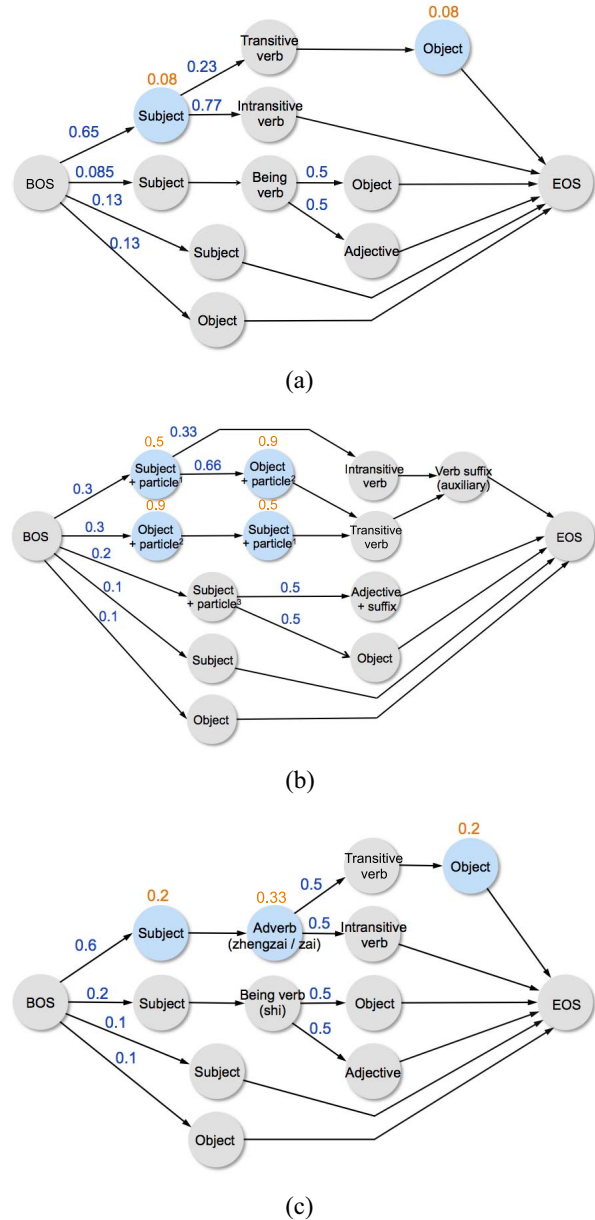 0.08
Transitive
verb
Object
0.23
0.08
Subject
0.77
Intransitive
verb
0.65
BOS
0.085
Subject
Being
verb
0.5
Object
EOS
0.5
0.13
Subject
Adjective
0.13
Object
(a)
0.33
0.5
0.9
Subject
+ particle¹
0.66
Object
+ particle²
Intransitive
verb
Verb suffix
(auxiliary)
0.3
0.9
0.5
BOS
0.3
Object
+ particle²
Subject
+ particle¹
Transitive
verb
EOS
0.2
Subject
+ particle³
0.5
Adjective
+ suffix
0.1
0.5
0.1
Subject
Object
Object
(b)
0.2
Transitive
verb
Object
0.2
0.33
0.5
Subject
Adverb
(zhengzai / zai)
0.5
Intransitive
verb
0.6
BOS
0.2
Subject
Being verb
(shi)
0.5
Object
EOS
0.1
0.5
0.1
Subject
Adjective
Object
(c)